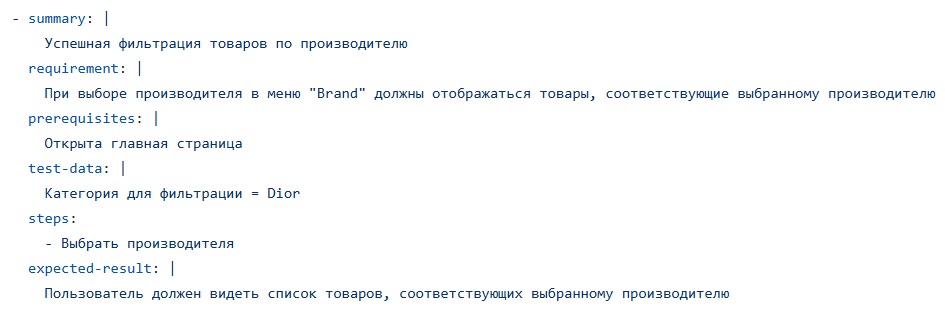 - summary: |
Успешная фильтрация товаров по производителю
requirement: |
При выборе производителя в меню "Brand" должны отображаться товары, соответствующие выбранному производителю
prerequisites: |
Открыта главная страница
test-data: |
Категория для фильтрации = Dior
steps:
- Выбрать производителя
expected-result: |
Пользователь должен видеть список товаров, соответствующих выбранному производителю